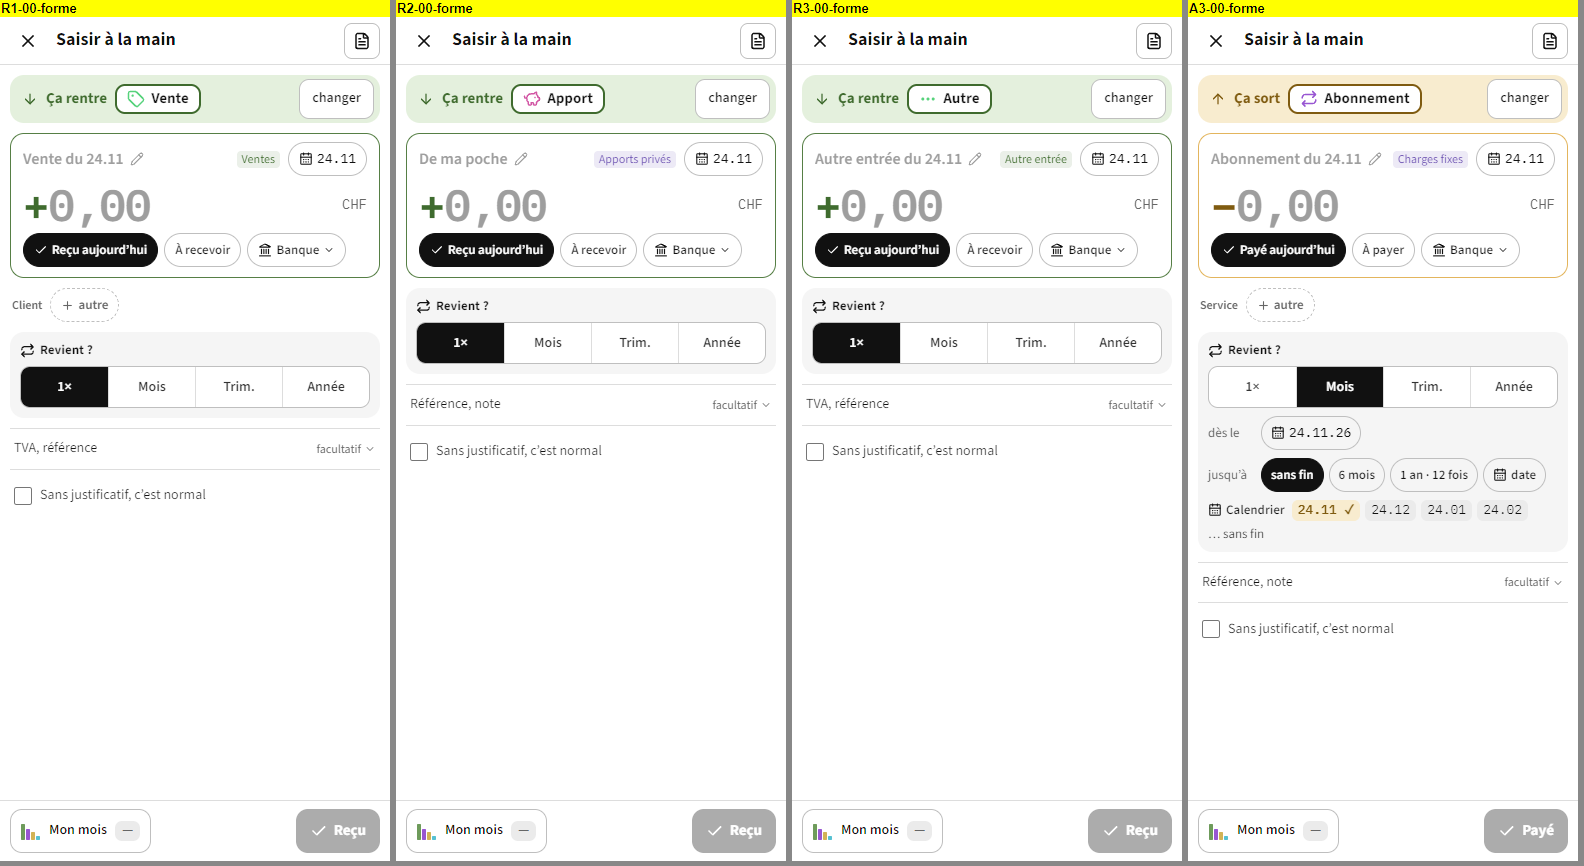 R1-00-forme
Saisir à la main
Ça rentre
Vente
changer
Vente du 24.11
Ventes
24.11
+0,00
CHF
Reçu aujourd’hui
À recevoir
Banque
Client
+ autre
Revient ?
1×
Mois
Trim.
Année
TVA, référence
facultatif
Sans justificatif, c’est normal
Mon mois
—
Reçu
R2-00-forme
Saisir à la main
Ça rentre
Apport
changer
De ma poche
Apports privés
24.11
+0,00
CHF
Reçu aujourd’hui
À recevoir
Banque
Revient ?
1×
Mois
Trim.
Année
Référence, note
facultatif
Sans justificatif, c’est normal
Mon mois
—
Reçu
R3-00-forme
Saisir à la main
Ça rentre
Autre
changer
Autre entrée du 24.11
Autre entrée
24.11
+0,00
CHF
Reçu aujourd’hui
À recevoir
Banque
Revient ?
1×
Mois
Trim.
Année
TVA, référence
facultatif
Sans justificatif, c’est normal
Mon mois
—
Reçu
A3-00-forme
Saisir à la main
Ça sort
Abonnement
changer
Abonnement du 24.11
Charges fixes
24.11
−0,00
CHF
Payé aujourd’hui
À payer
Banque
Service
+ autre
Revient ?
1×
Mois
Trim.
Année
dès le
24.11.26
jusqu’à
sans fin
6 mois
1 an · 12 fois
date
Calendrier
24.11 ✓
24.12
24.01
24.02
… sans fin
Référence, note
facultatif
Sans justificatif, c’est normal
Mon mois
—
Payé